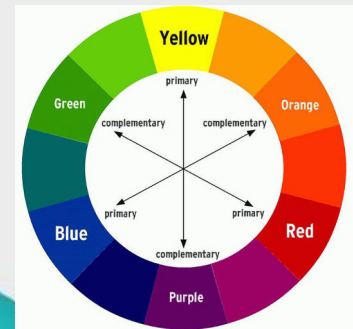 Yellow
primary
Green
Orange
complementary
complementary
primary
primary
Blue
Red
complementary
Purple